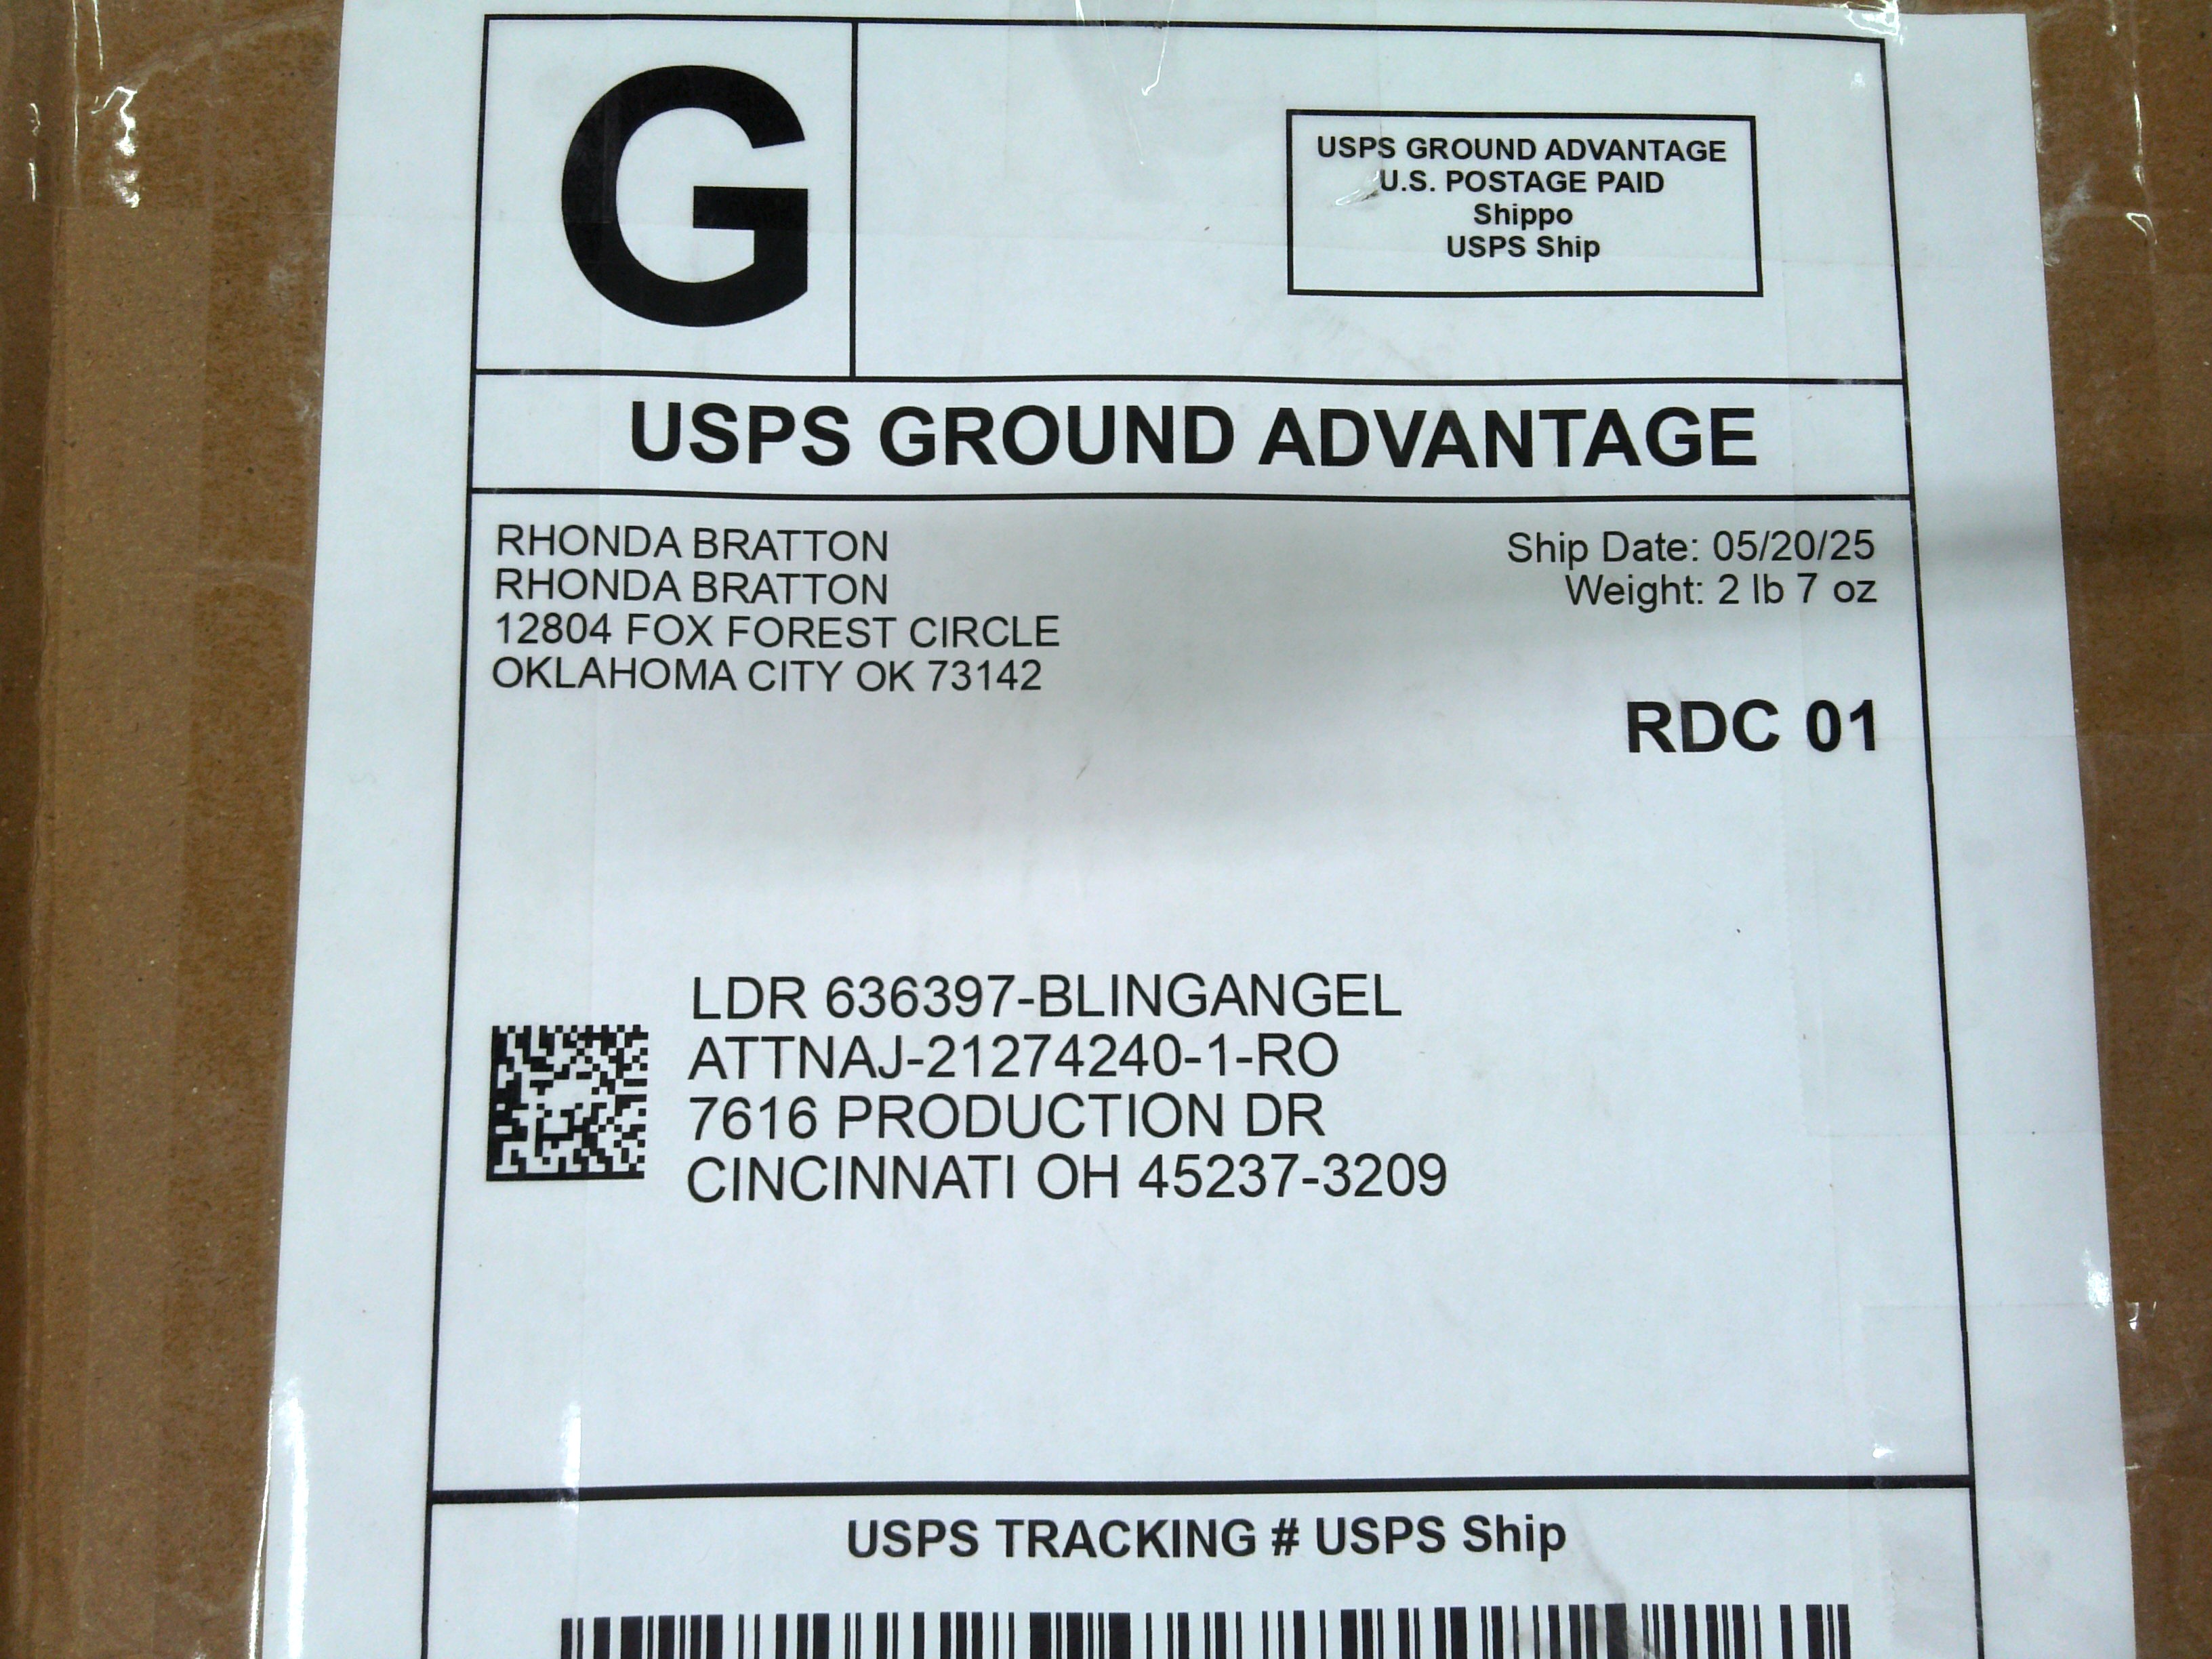 G
USPS GROUND ADVANTAGE
U.S. POSTAGE PAID
Shippo
USPS Ship
USPS GROUND ADVANTAGE
RHONDA BRATTON
RHONDA BRATTON
12804 FOX FOREST CIRCLE
OKLAHOMA CITY OK 73142
Ship Date: 05/20/25
Weight: 2 lb 7 oz
RDC 01
LDR 636397-BLINGANGEL
ATTNAJ-21274240-1-RO
7616 PRODUCTION DR
CINCINNATI OH 45237-3209
USPS TRACKING # USPS Ship